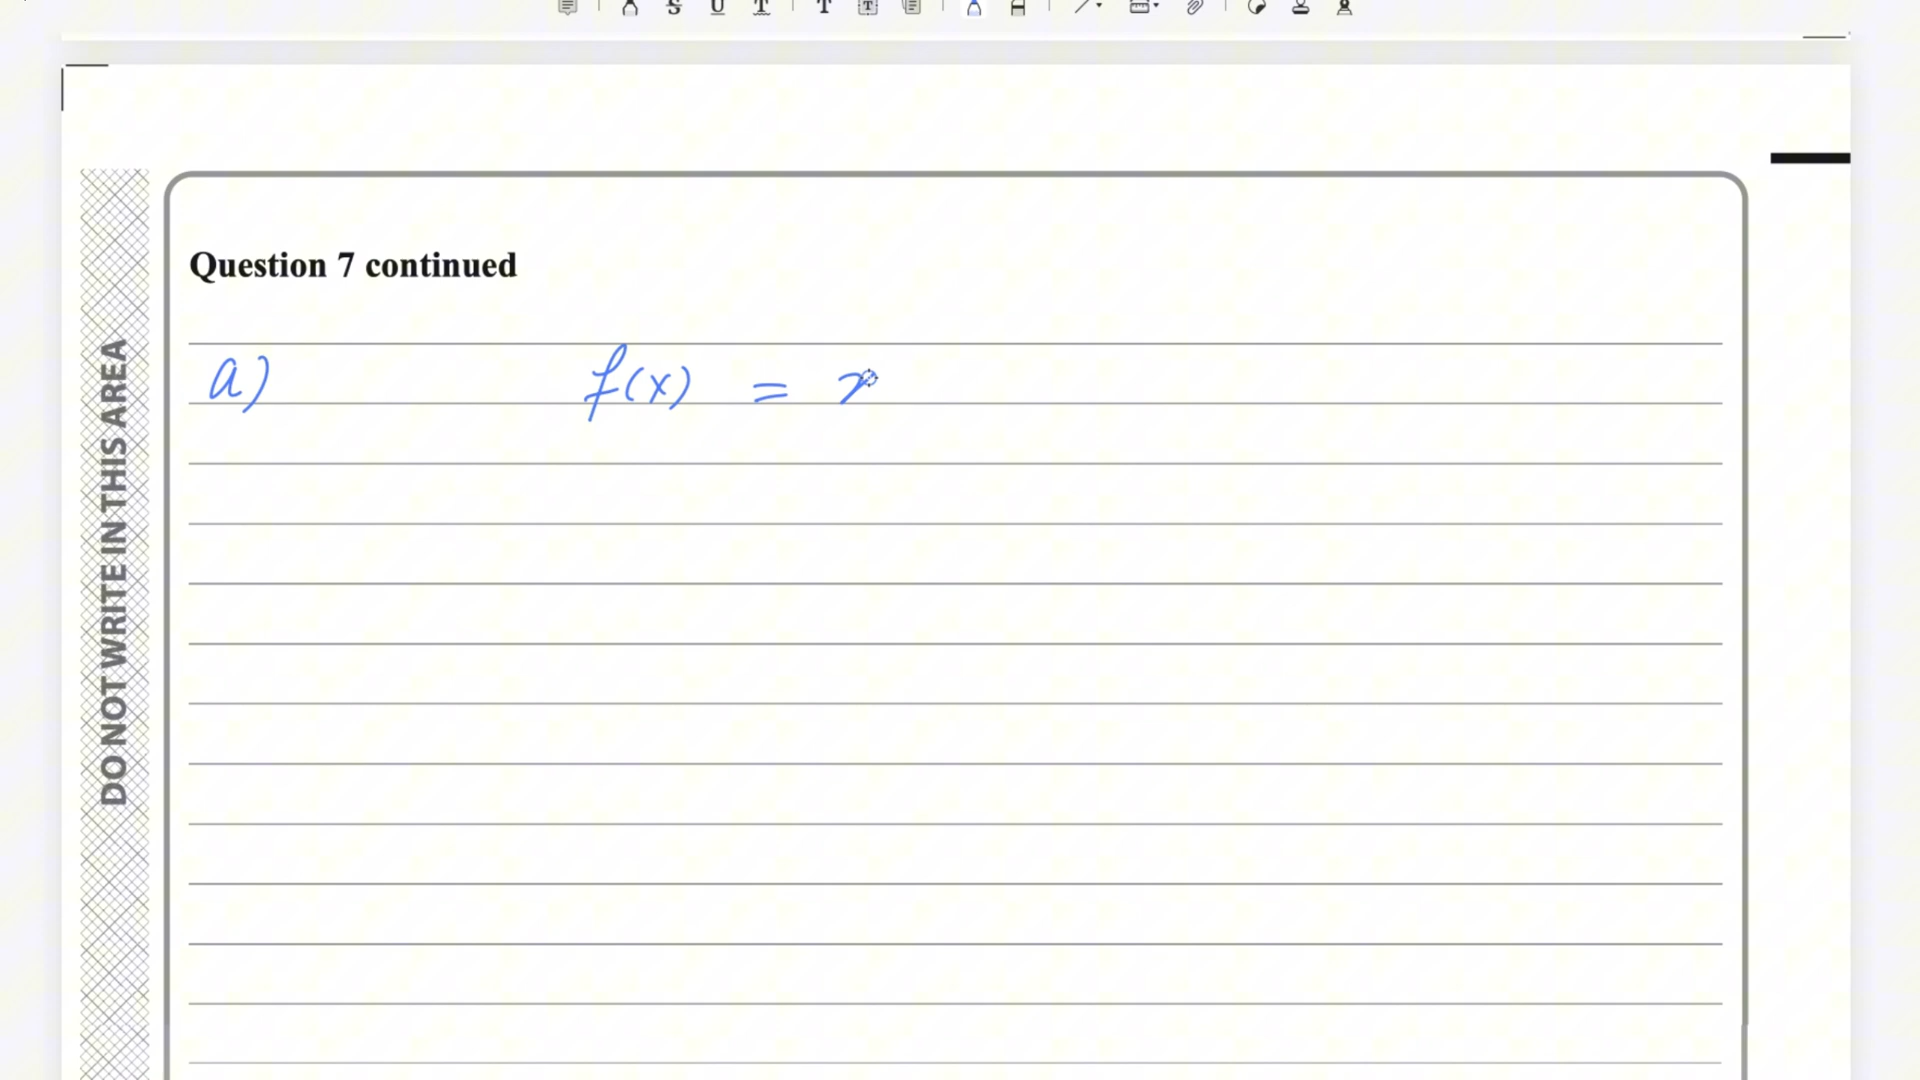 Question 7 continued
a) f(x) = x
DO NOT WRITE IN THIS AREA